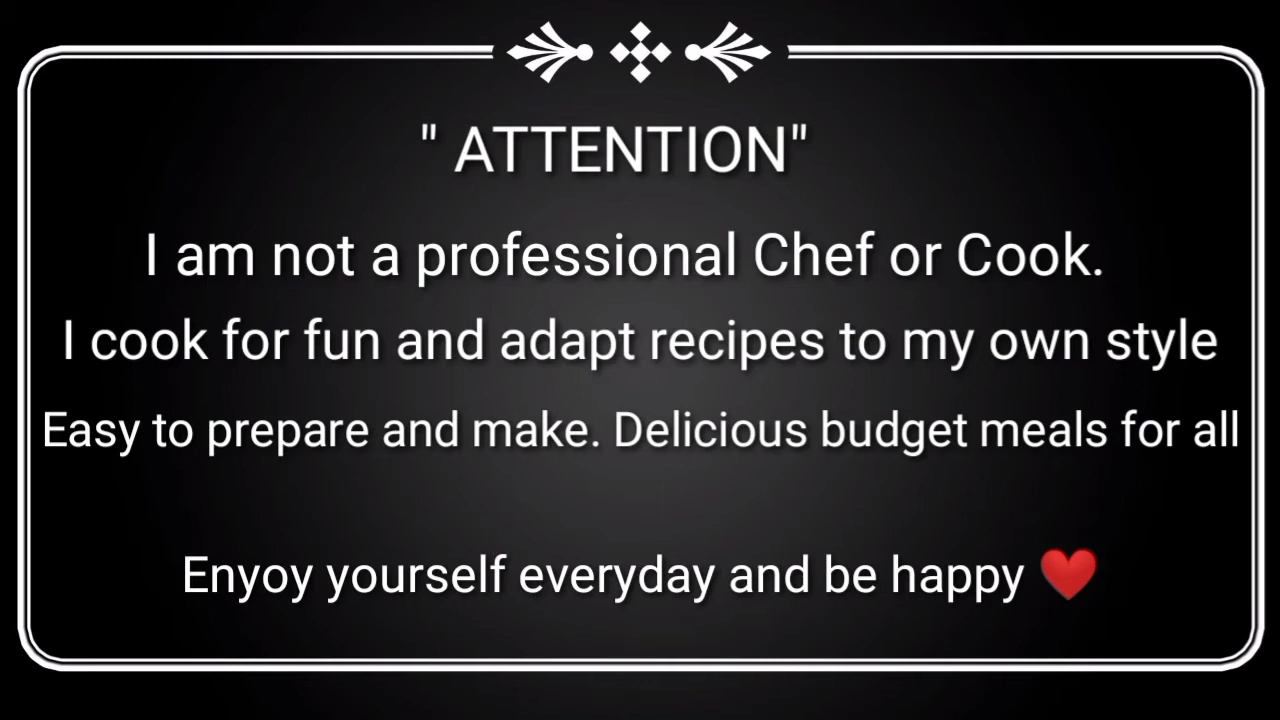 " ATTENTION"
I am not a professional Chef or Cook.
I cook for fun and adapt recipes to my own style
Easy to prepare and make. Delicious budget meals for all
Enyoy yourself everyday and be happy ❤️